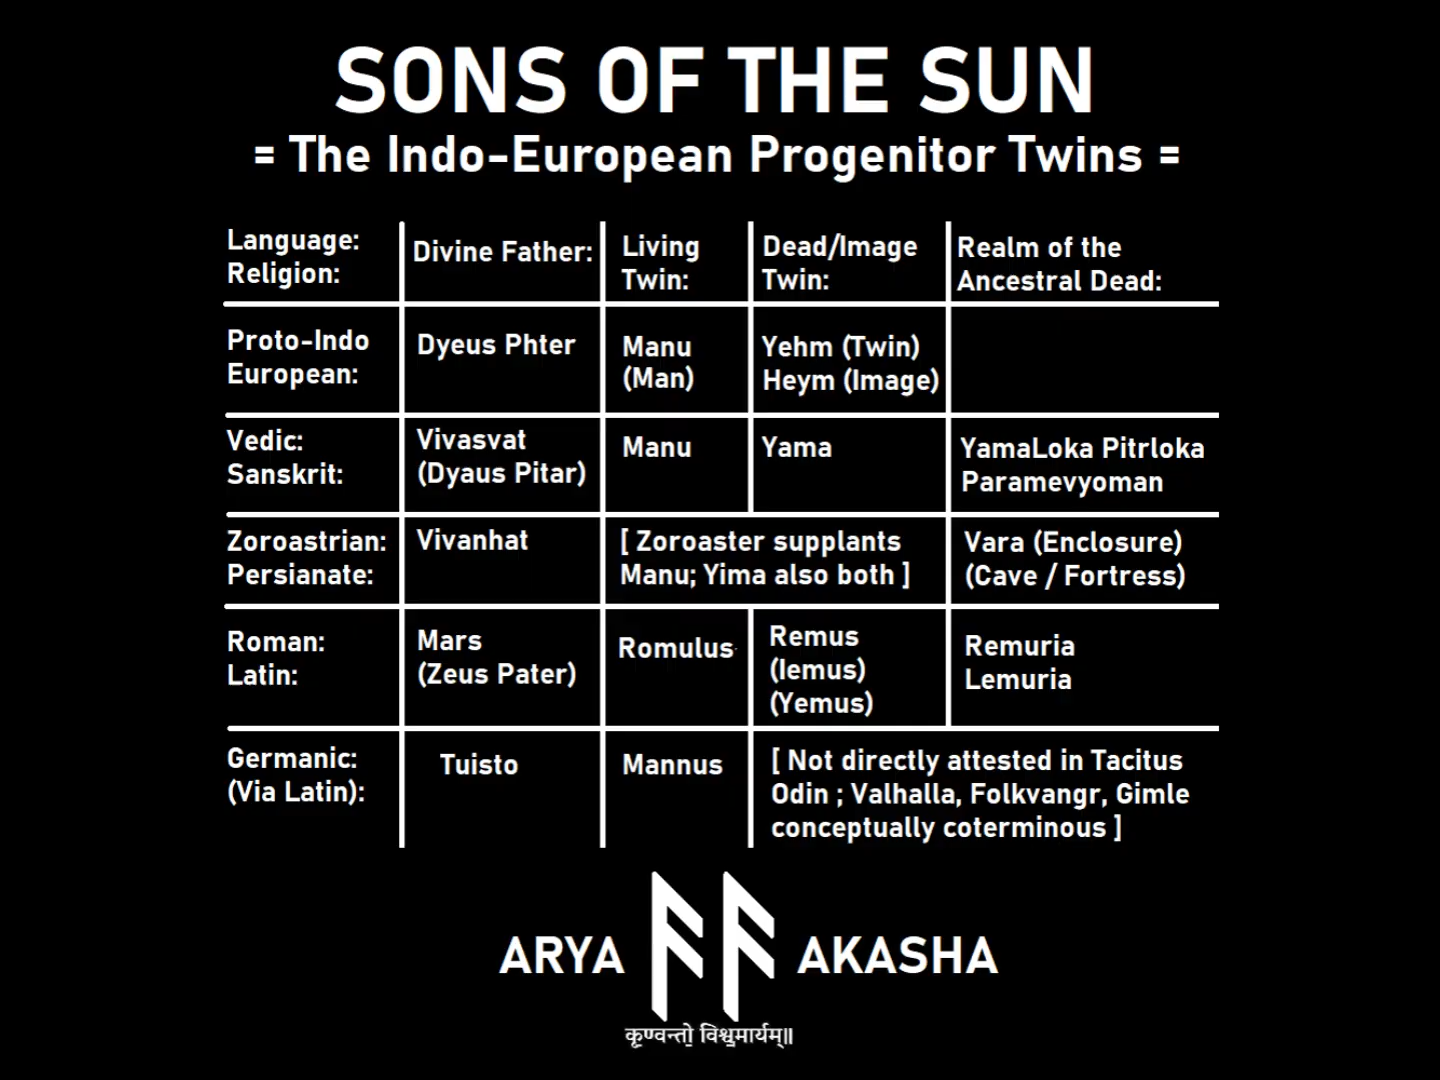 SONS OF THE SUN
= The Indo-European Progenitor Twins =
Language:
Religion:
Divine Father:
Living
Twin:
Dead/Image
Twin:
Realm of the
Ancestral Dead:
Proto-Indo
European:
Dyeus Phter
Manu
(Man)
Yehm (Twin)
Heym (Image)
Vedic:
Sanskrit:
Vivasvat
(Dyaus Pitar)
Manu
Yama
YamaLoka Pitrloka
Paramevyoman
Zoroastrian:
Persianate:
Vivanhat
[ Zoroaster supplants
Manu; Yima also both ]
Vara (Enclosure)
(Cave / Fortress)
Roman:
Latin:
Mars
(Zeus Pater)
Romulus
Remus
(Iemus)
(Yemus)
Remuria
Lemuria
Germanic:
(Via Latin):
Tuisto
Mannus
[ Not directly attested in Tacitus
Odin ; Valhalla, Folkvangr, Gimle
conceptually coterminous ]
ARYA ᚨᚨ AKASHA
कृ॒ण्वन्तो॒ विश्व॒मार्यम्॥